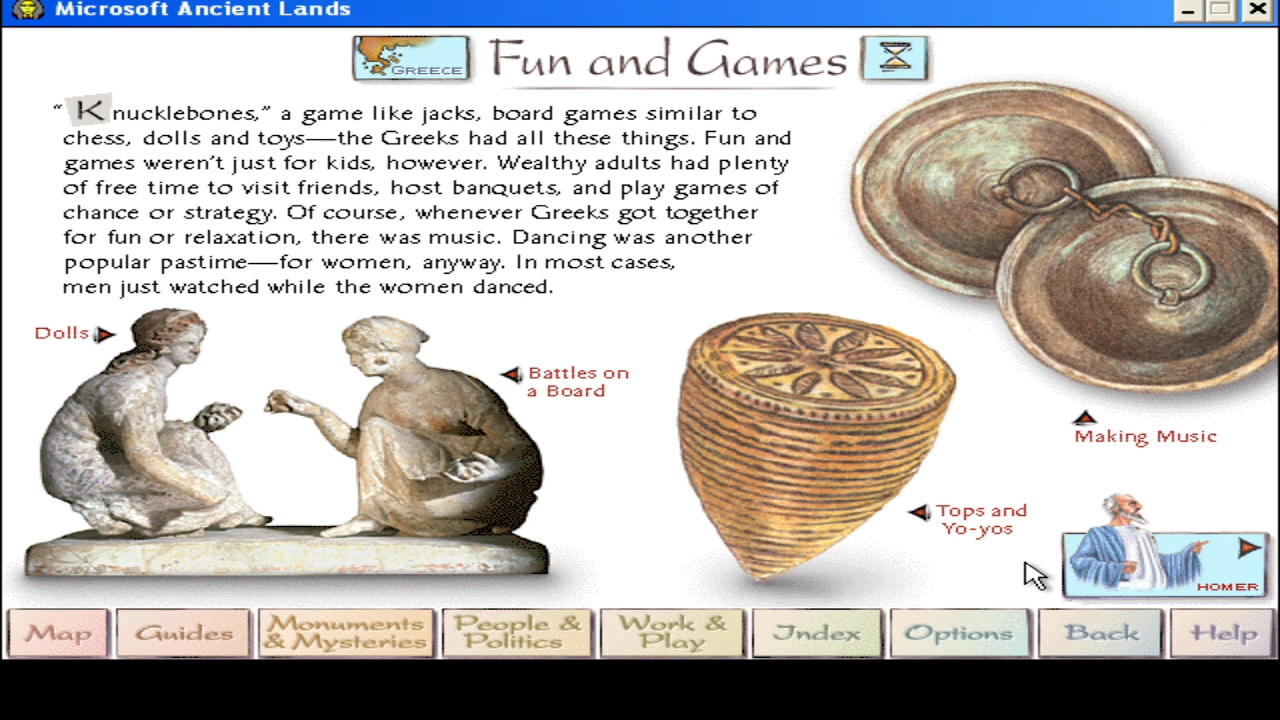 Microsoft Ancient Lands
GREECE
Fun and Games
“Knucklebones,” a game like jacks, board games similar to
chess, dolls and toys—the Greeks had all these things. Fun and
games weren’t just for kids, however. Wealthy adults had plenty
of free time to visit friends, host banquets, and play games of
chance or strategy. Of course, whenever Greeks got together
for fun or relaxation, there was music. Dancing was another
popular pastime—for women, anyway. In most cases,
men just watched while the women danced.
Dolls
Battles on
a Board
Making Music
Tops and
Yo-yos
HOMER
Map
Guides
Monuments
& Mysteries
People &
Politics
Work &
Play
Index
Options
Back
Help